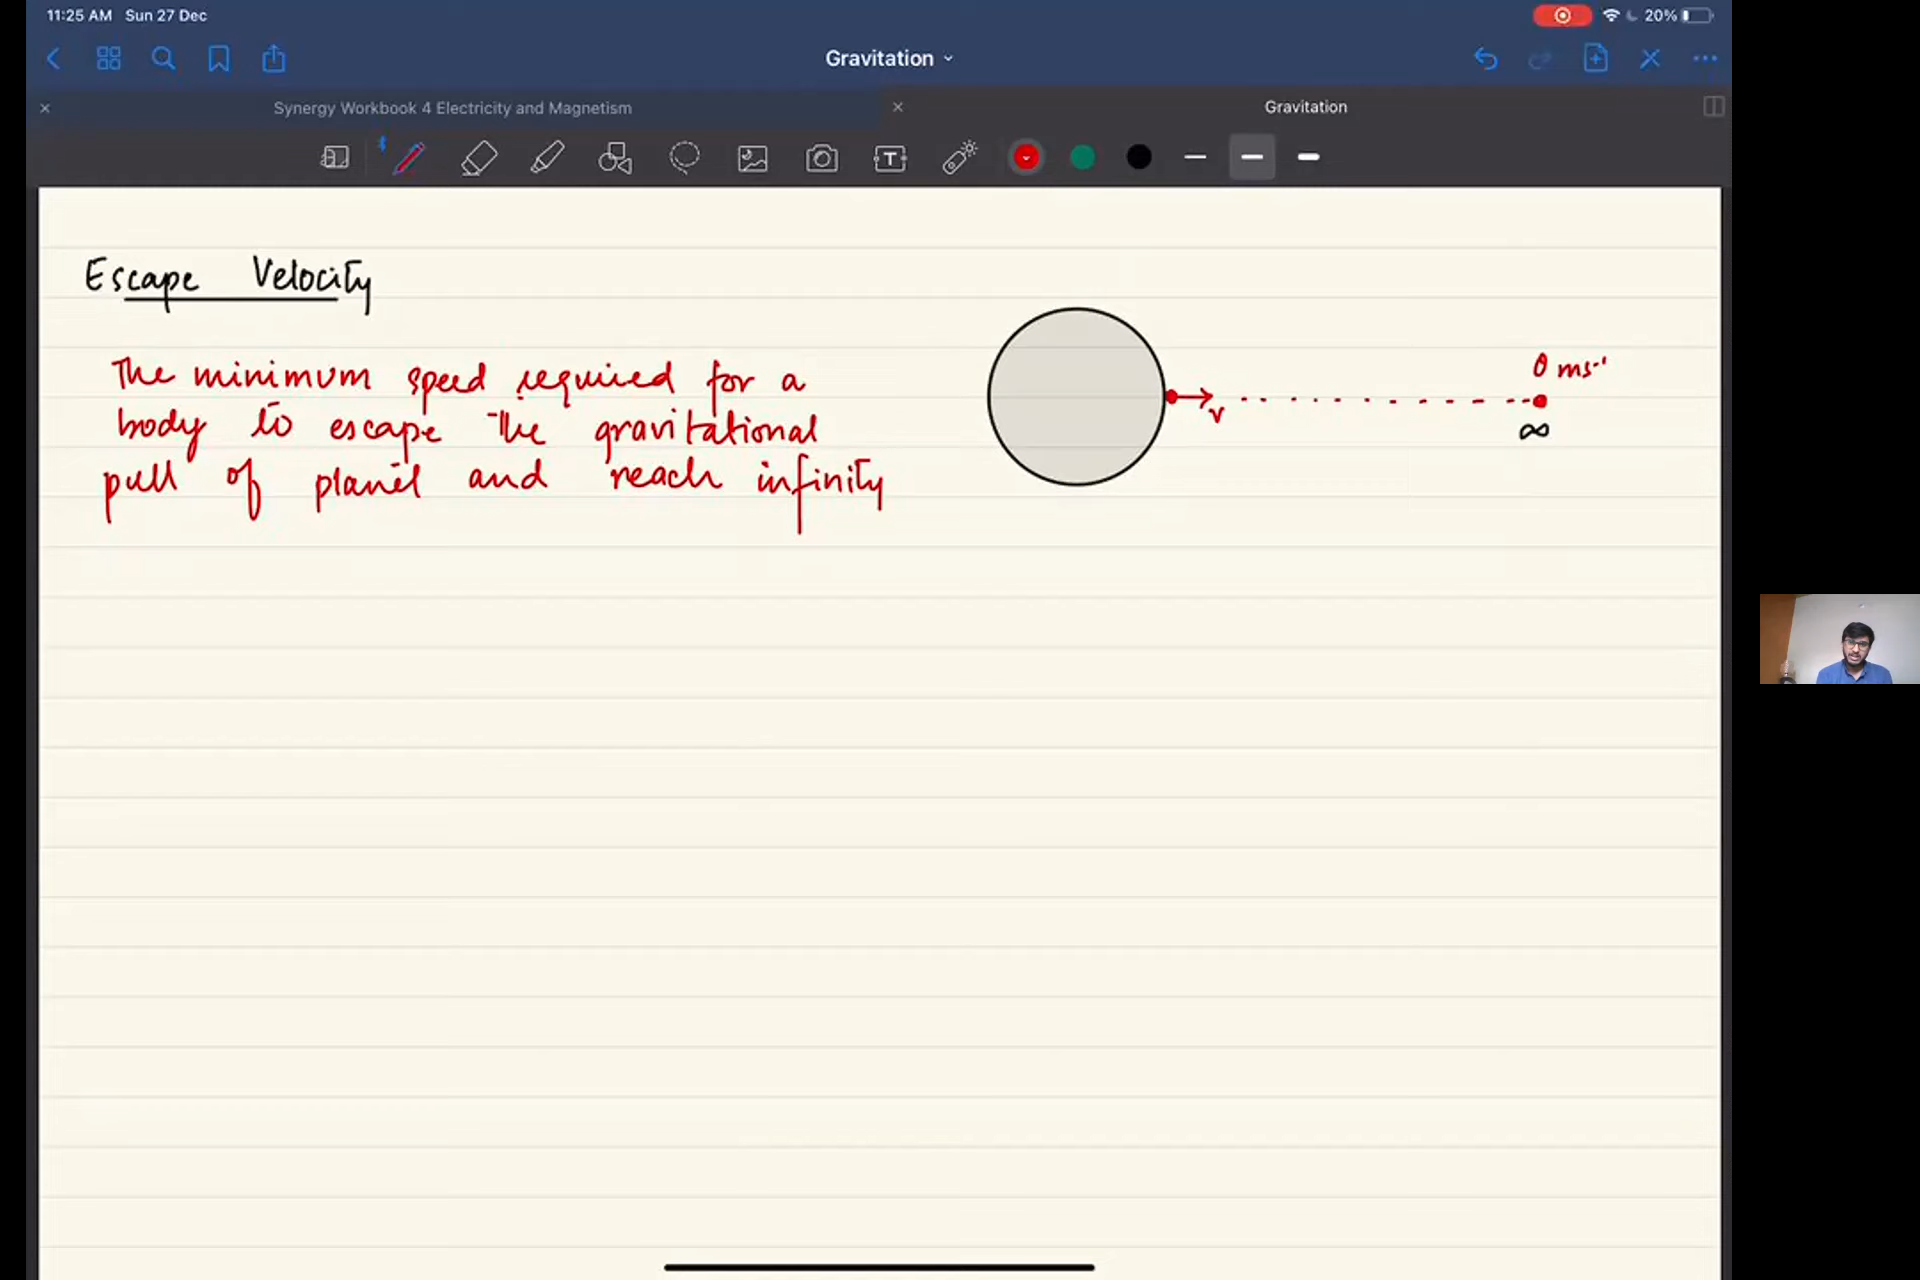 11:25 AM Sun 27 Dec
20%
Gravitation
Synergy Workbook 4 Electricity and Magnetism
Gravitation
T
Escape Velocity
The minimum speed required for a
body to escape the gravitational
pull of planet and reach infinity
v
0 ms⁻¹
∞